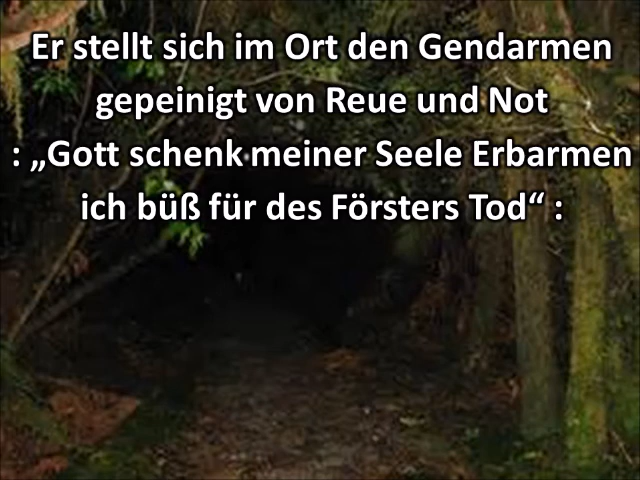 Er stellt sich im Ort den Gendarmen
gepeinigt von Reue und Not
: „Gott schenk meiner Seele Erbarmen
ich büß für des Försters Tod“ :